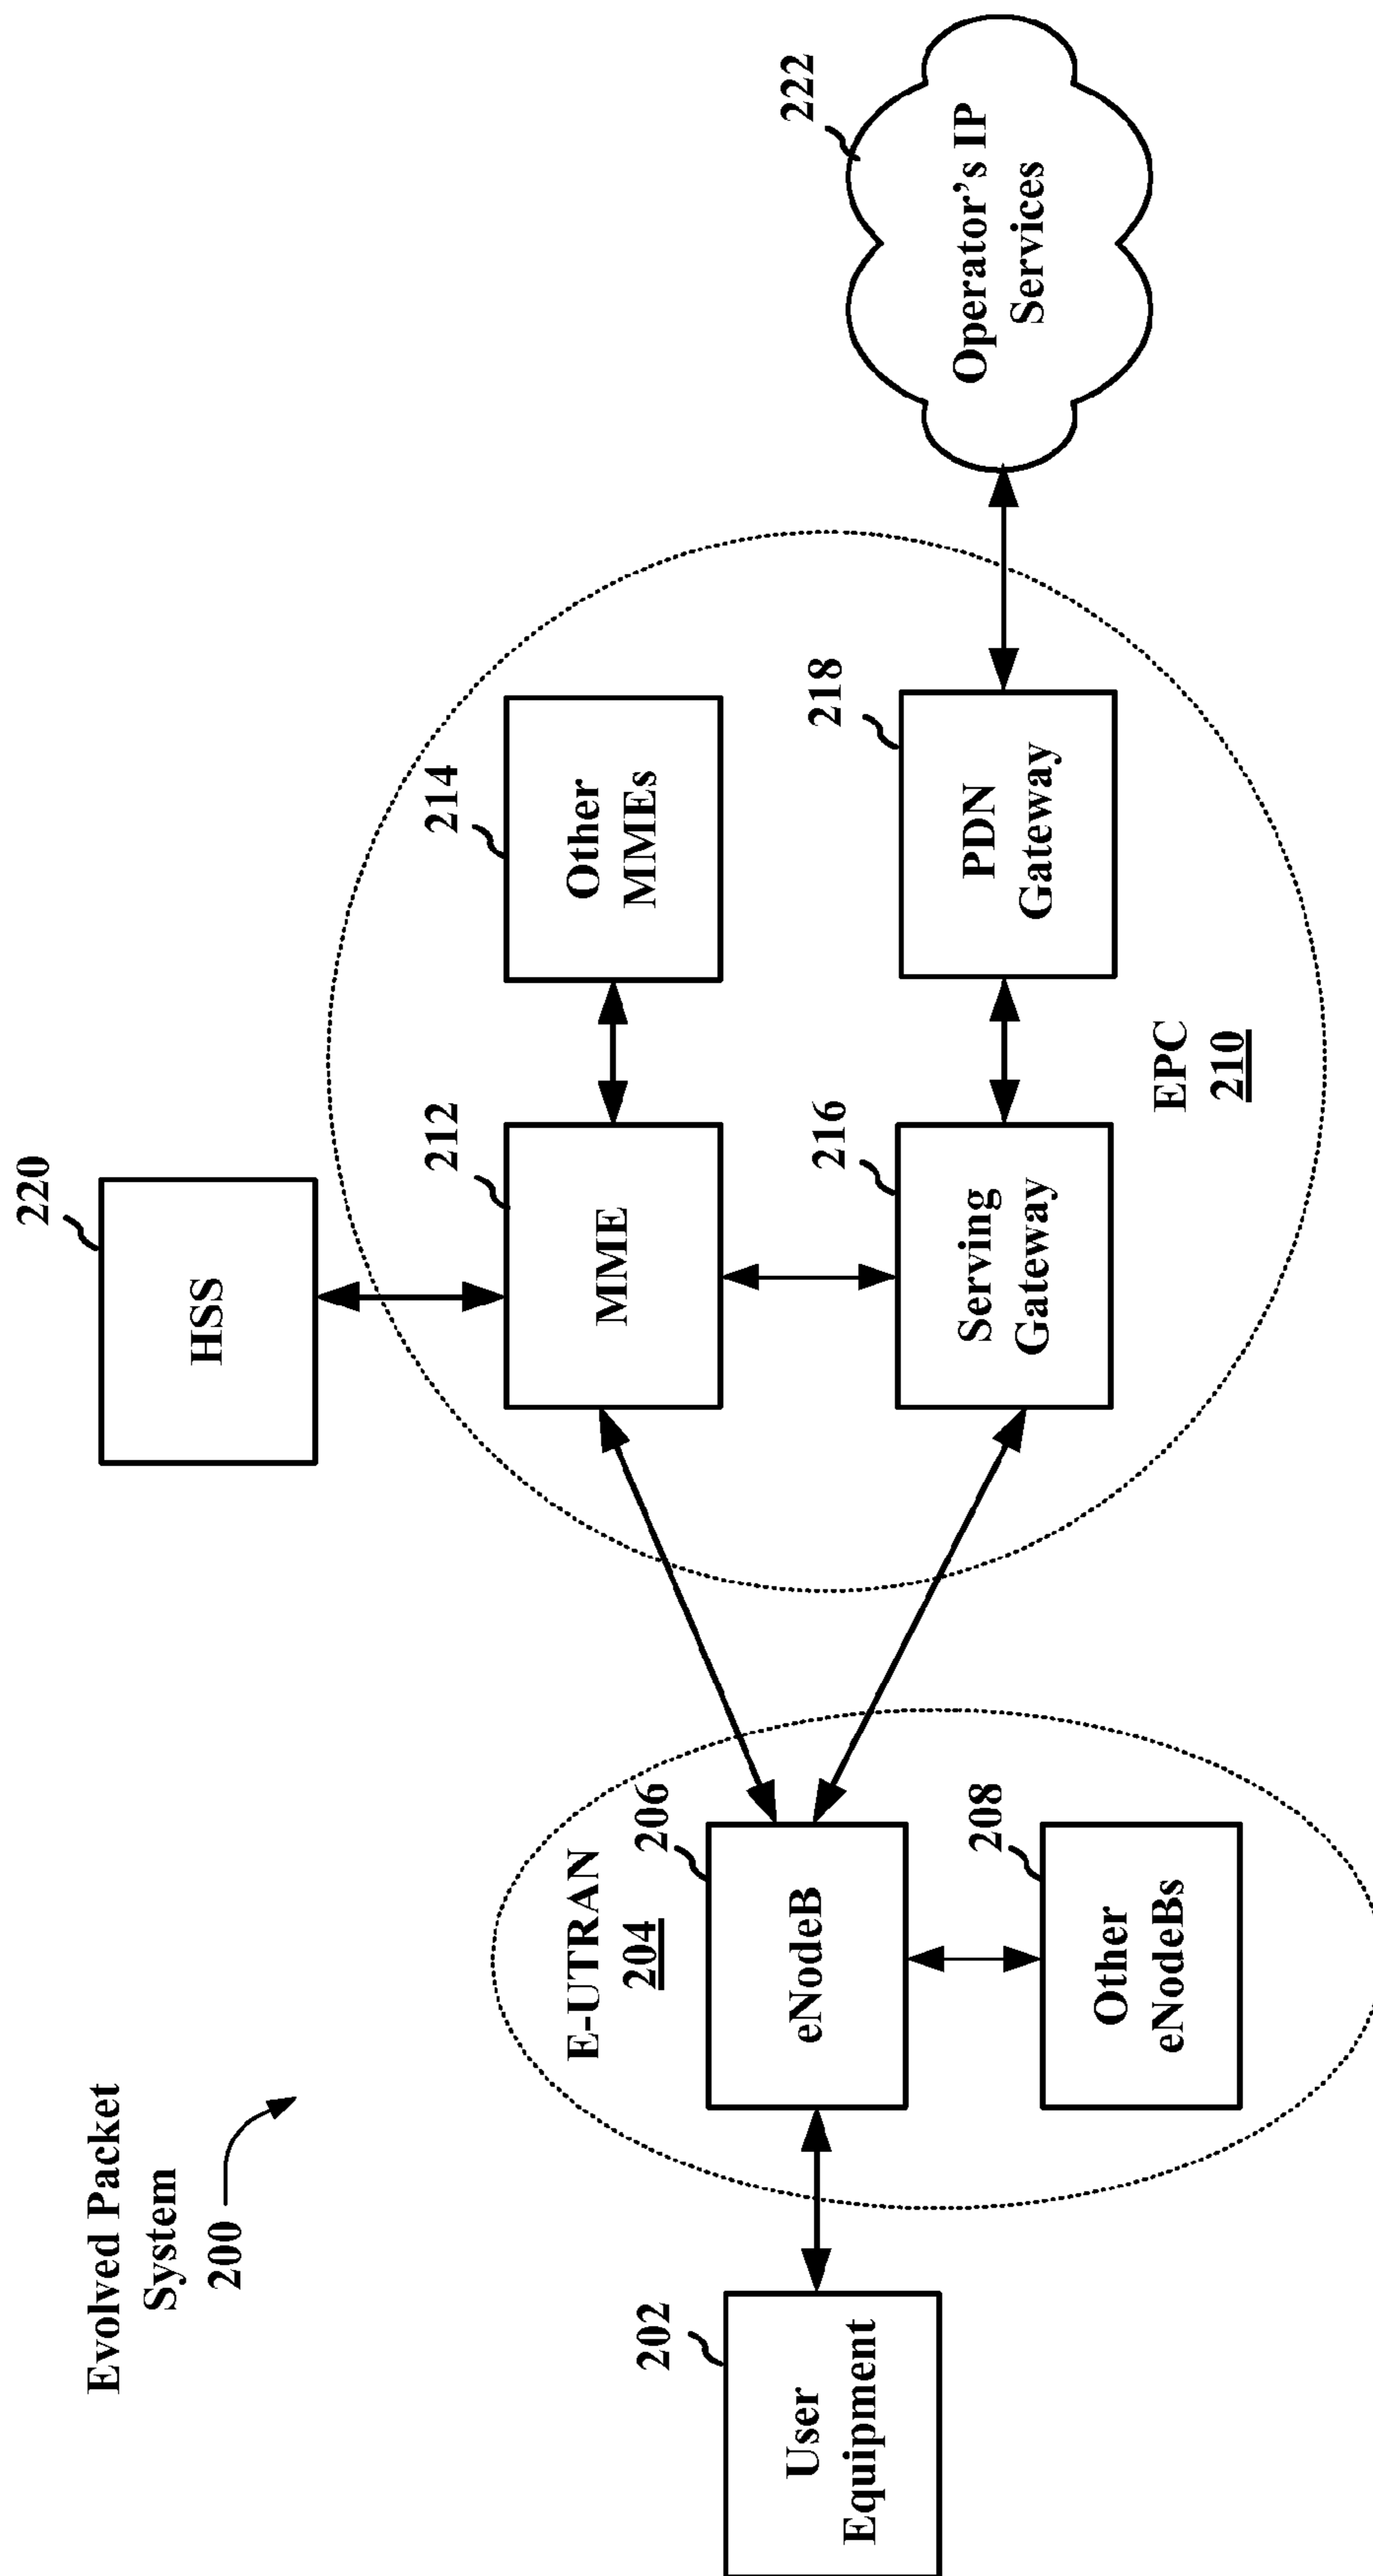 Evolved Packet
System
200
220
HSS
212
MME
214
Other
MMEs
222
Operator's IP
Services
202
User
Equipment
E-UTRAN
204
206
eNodeB
208
Other
eNodeBs
216
Serving
Gateway
218
PDN
Gateway
EPC
210